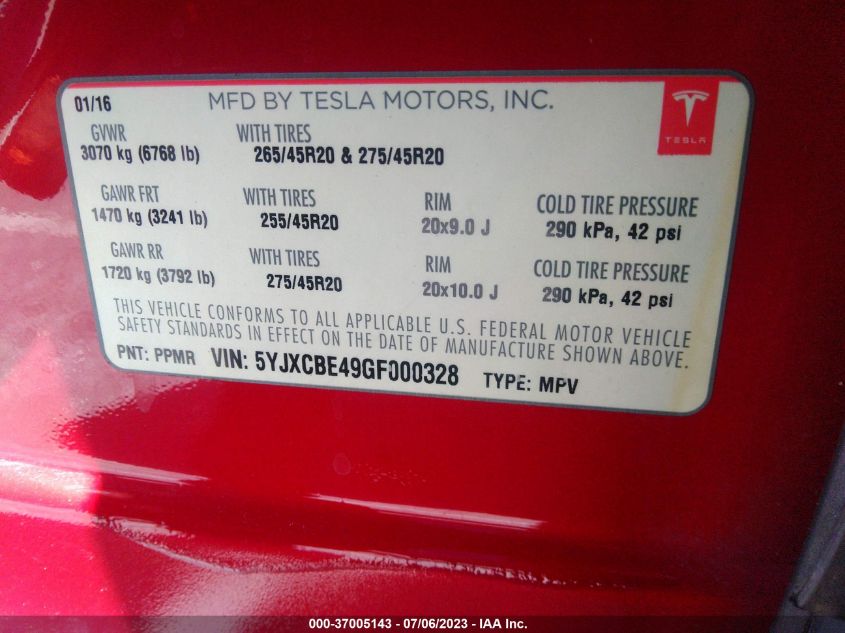 01/16 MFD BY TESLA MOTORS, INC.
TESLA
GVWR WITH TIRES
3070 kg (6768 lb) 265/45R20 & 275/45R20
GAWR FRT WITH TIRES RIM COLD TIRE PRESSURE
1470 kg (3241 lb) 255/45R20 20x9.0 J 290 kPa, 42 psi
GAWR RR WITH TIRES RIM COLD TIRE PRESSURE
1720 kg (3792 lb) 275/45R20 20x10.0 J 290 kPa, 42 psi
THIS VEHICLE CONFORMS TO ALL APPLICABLE U.S. FEDERAL MOTOR VEHICLE
SAFETY STANDARDS IN EFFECT ON THE DATE OF MANUFACTURE SHOWN ABOVE.
PNT: PPMR VIN: 5YJXCBE49GF000328 TYPE: MPV
000-37005143 - 07/06/2023 - IAA Inc.